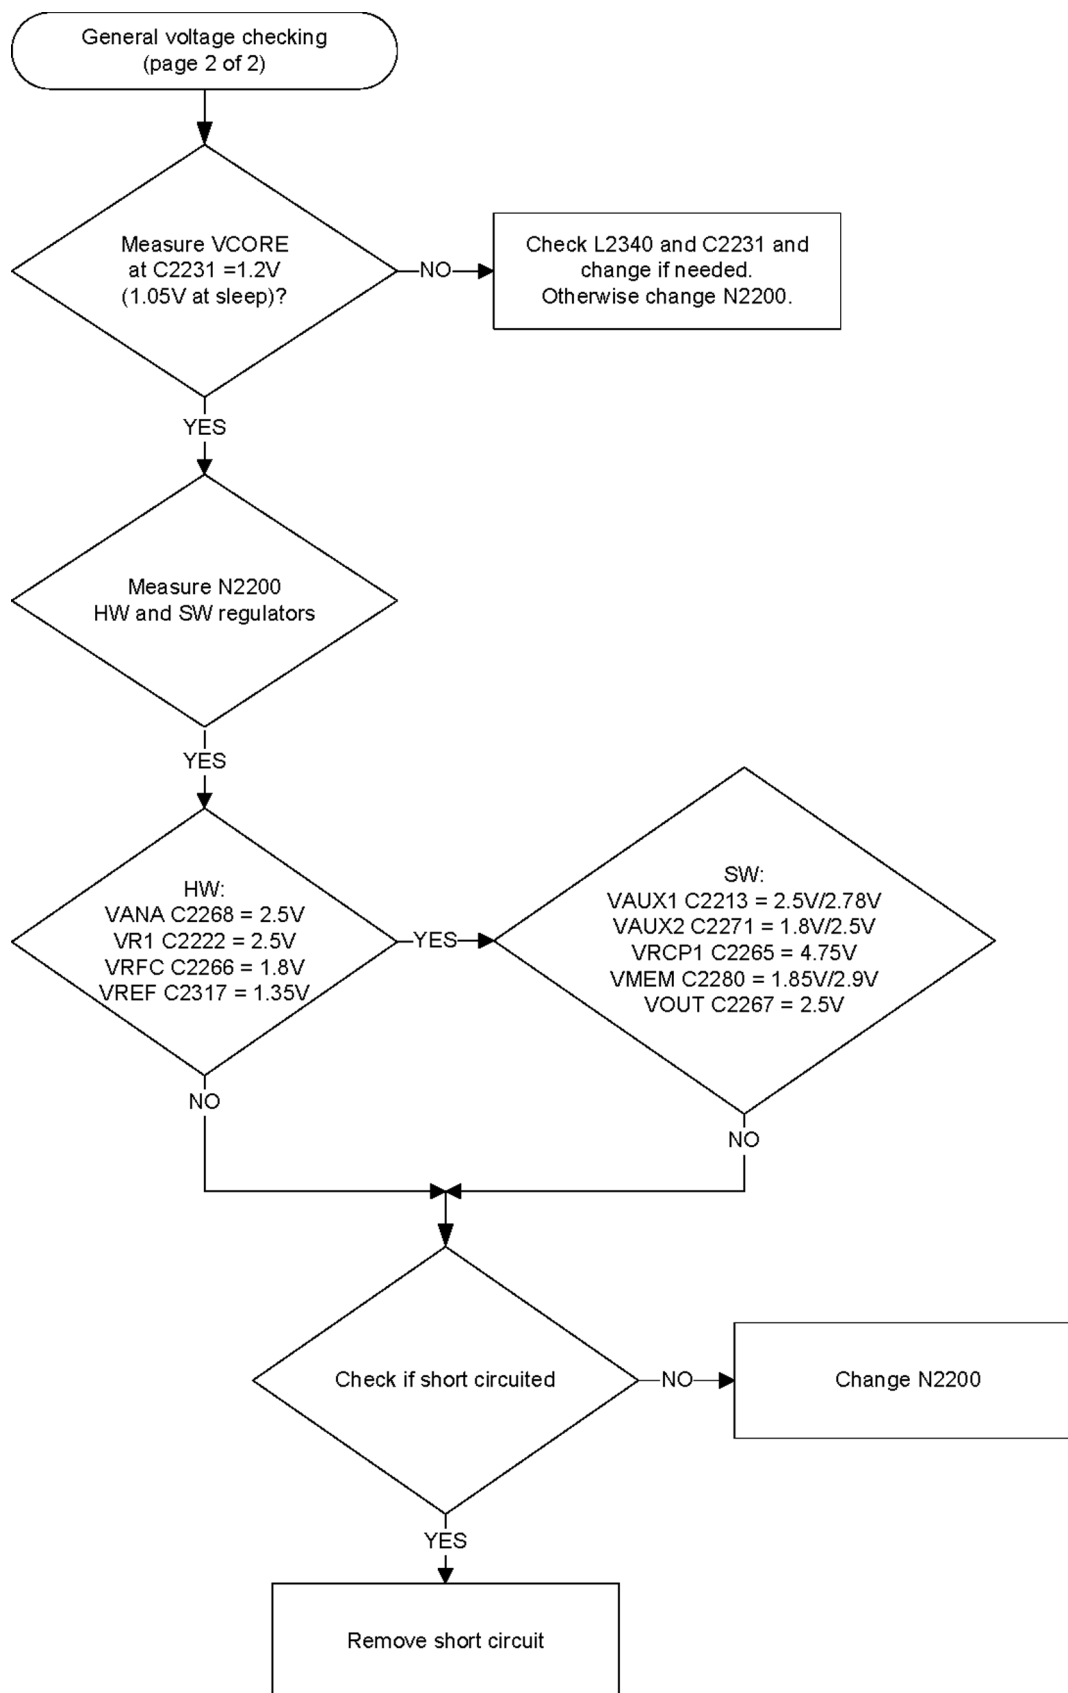 General voltage checking
(page 2 of 2)
Measure VCORE
at C2231 =1.2V
(1.05V at sleep)?
NO
Check L2340 and C2231 and
change if needed.
Otherwise change N2200.
YES
Measure N2200
HW and SW regulators
YES
HW:
VANA C2268 = 2.5V
VR1 C2222 = 2.5V
VRFC C2266 = 1.8V
VREF C2317 = 1.35V
YES
SW:
VAUX1 C2213 = 2.5V/2.78V
VAUX2 C2271 = 1.8V/2.5V
VRCP1 C2265 = 4.75V
VMEM C2280 = 1.85V/2.9V
VOUT C2267 = 2.5V
NO
NO
Check if short circuited
NO
Change N2200
YES
Remove short circuit